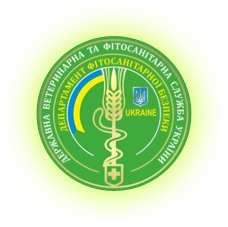 ДЕРЖАВНА ВЕТЕРИНАРНА ТА ФІТОСАНІТАРНА СЛУЖБА УКРАЇНИ
ДЕПАРТАМЕНТ ФІТОСАНІТАРНОЇ БЕЗПЕКИ
UKRAINE